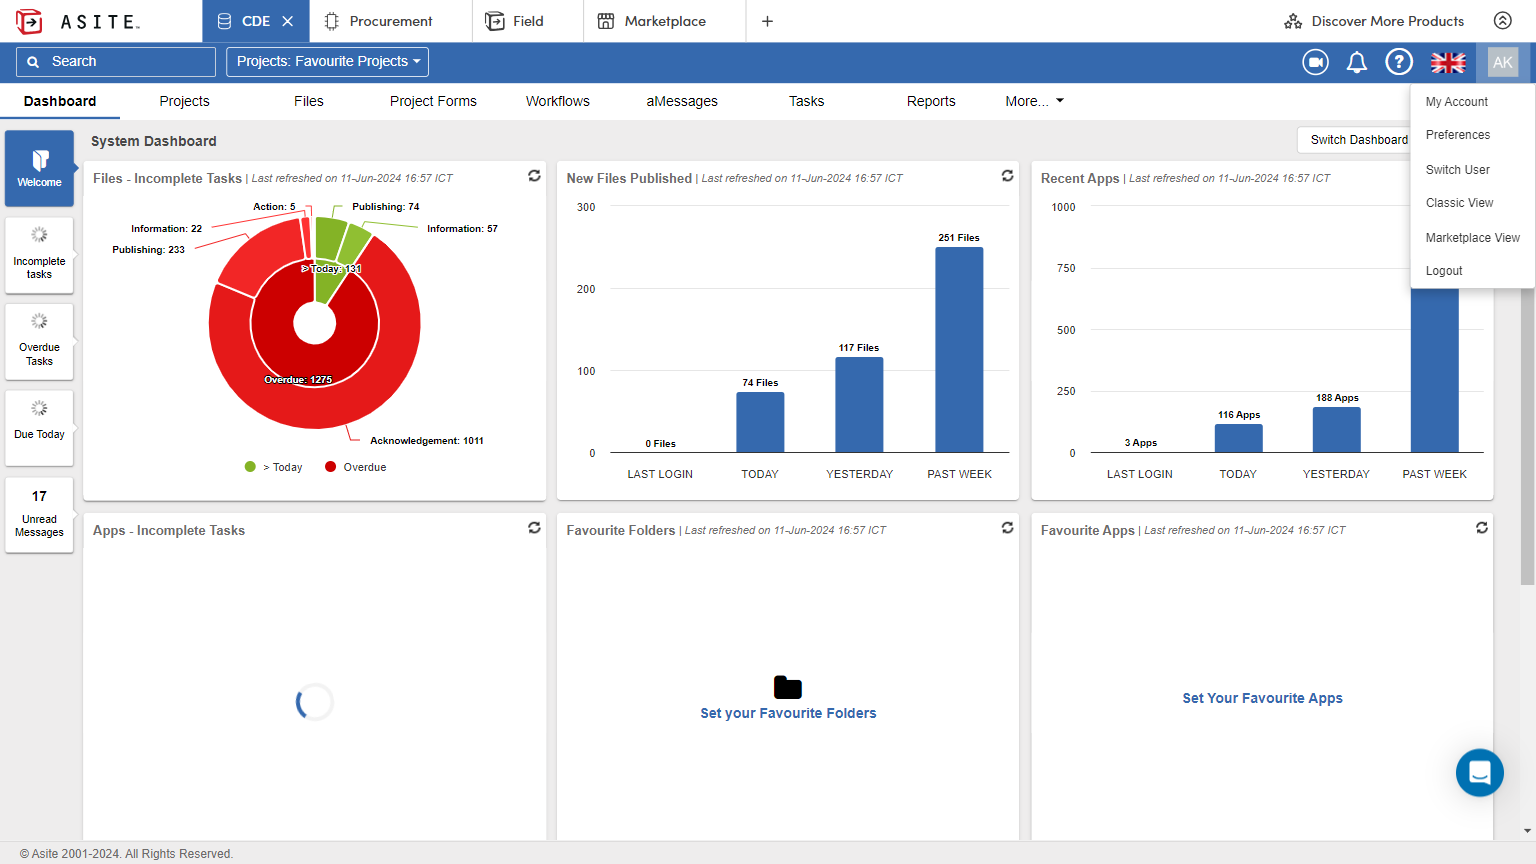 ASITE
CDE
Procurement
Field
Marketplace
Discover More Products
Search
Projects: Favourite Projects
AK
Dashboard
Projects
Files
Project Forms
Workflows
aMessages
Tasks
Reports
More...
My Account
Preferences
Switch User
Classic View
Marketplace View
Logout
System Dashboard
Switch Dashboard
Welcome
Incomplete
tasks
Overdue
Tasks
Due Today
17
Unread
Messages
Files - Incomplete Tasks | Last refreshed on 11-Jun-2024 16:57 ICT
Action: 5
Publishing: 74
Information: 22
Information: 57
Publishing: 233
> Today: 131
Overdue: 1275
Acknowledgement: 1011
> Today
Overdue
New Files Published | Last refreshed on 11-Jun-2024 16:57 ICT
300
200
100
0
251 Files
117 Files
74 Files
0 Files
LAST LOGIN
TODAY
YESTERDAY
PAST WEEK
Recent Apps | Last refreshed on 11-Jun-2024 16:57 ICT
1000
750
500
250
0
188 Apps
116 Apps
3 Apps
LAST LOGIN
TODAY
YESTERDAY
PAST WEEK
Apps - Incomplete Tasks
Favourite Folders | Last refreshed on 11-Jun-2024 16:57 ICT
Set your Favourite Folders
Favourite Apps | Last refreshed on 11-Jun-2024 16:57 ICT
Set Your Favourite Apps
© Asite 2001-2024. All Rights Reserved.